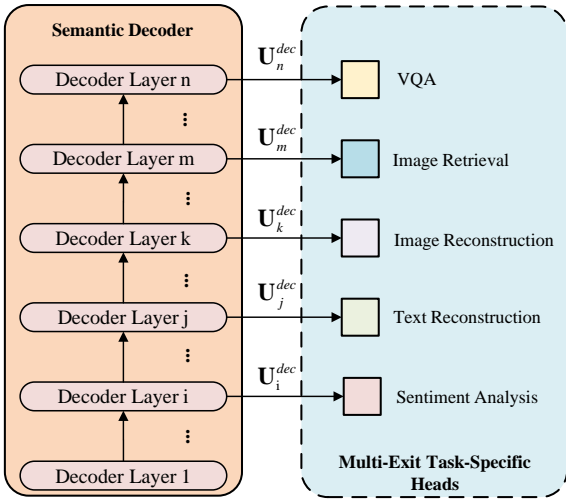 Semantic Decoder
Decoder Layer n
⋮
Decoder Layer m
⋮
Decoder Layer k
⋮
Decoder Layer j
⋮
Decoder Layer i
⋮
Decoder Layer 1
U_n^{dec}
U_m^{dec}
U_k^{dec}
U_j^{dec}
U_i^{dec}
VQA
Image Retrieval
Image Reconstruction
Text Reconstruction
Sentiment Analysis
Multi-Exit Task-Specific
Heads